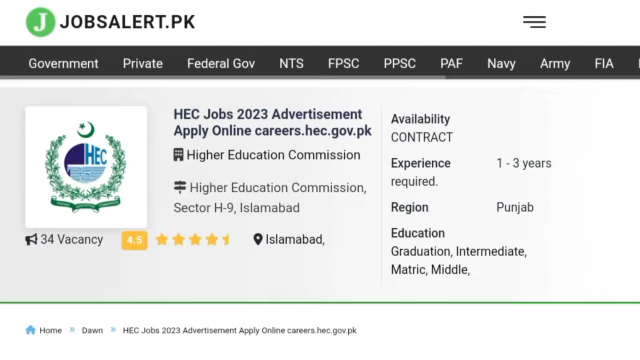 J JOBSALERT.PK
Government Private Federal Gov NTS FPSC PPSC PAF Navy Army FIA
HEC Jobs 2023 Advertisement
Apply Online careers.hec.gov.pk
Higher Education Commission
Higher Education Commission,
Sector H-9, Islamabad
HEC
34 Vacancy 4.5 Islamabad,
Availability
CONTRACT
Experience 1 - 3 years
required.
Region Punjab
Education
Graduation, Intermediate,
Matric, Middle,
Home » Dawn » HEC Jobs 2023 Advertisement Apply Online careers.hec.gov.pk